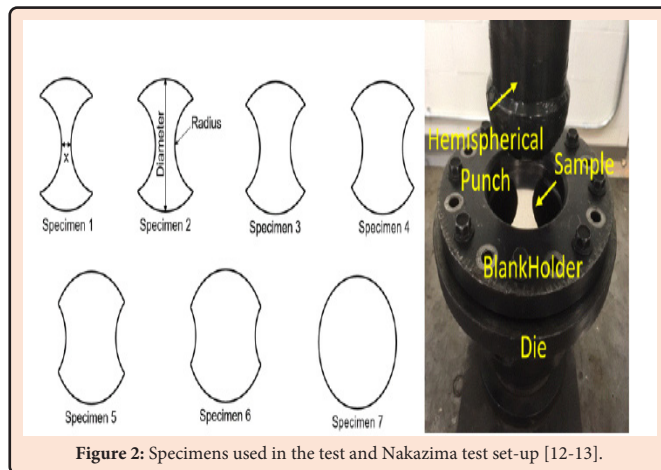 X
Diameter
Radius
Specimen 1
Specimen 2
Specimen 3
Specimen 4
Specimen 5
Specimen 6
Specimen 7
Hemispherical
Punch
Sample
BlankHolder
Die
Figure 2: Specimens used in the test and Nakazima test set-up [12-13].